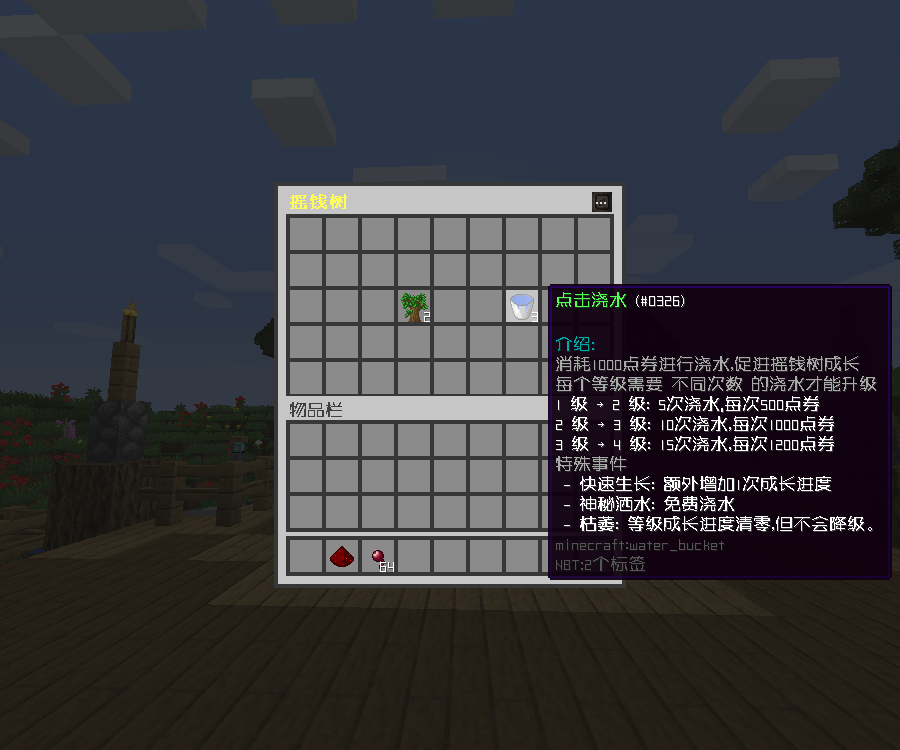 摇钱树
2
3
物品栏
64
点击浇水 (#0326)
介绍:
消耗1000点券进行浇水,促进摇钱树成长
每个等级需要 不同次数 的浇水才能升级
1 级 → 2 级: 5次浇水,每次500点券
2 级 → 3 级: 10次浇水,每次1000点券
3 级 → 4 级: 15次浇水,每次1200点券
特殊事件
- 快速生长: 额外增加1次成长进度
- 神秘洒水: 免费浇水
- 枯萎: 等级成长进度清零,但不会降级。
minecraft:water_bucket
NBT:2个标签